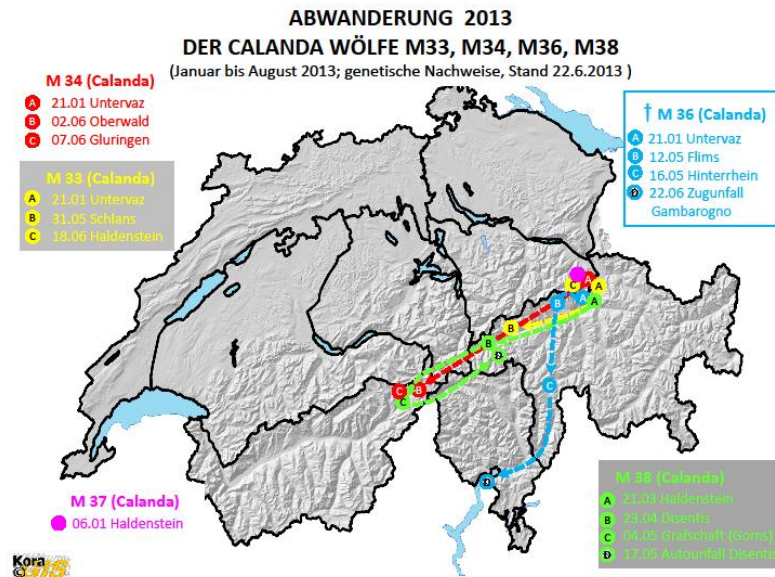 ABWANDERUNG 2013
DER CALANDA WÖLFE M33, M34, M36, M38
(Januar bis August 2013; genetische Nachweise, Stand 22.6.2013 )
M 34 (Calanda)
A 21.01 Untervaz
B 02.06 Oberwald
C 07.06 Gluringen
M 33 (Calanda)
A 21.01 Untervaz
B 31.05 Schlans
C 18.06 Haldenstein
† M 36 (Calanda)
A 21.01 Untervaz
B 12.05 Flims
C 16.05 Hinterrhein
D 22.06 Zugunfall
Gambarogno
C A A
B A A
B
B D
C B
C
C
D
M 37 (Calanda)
06.01 Haldenstein
M 38 (Calanda)
A 21.03 Haldenstein
B 23.04 Disentis
C 04.05 Grafschaft (Goms)
D 17.05 Autounfall Disentis
Kora
© GIS